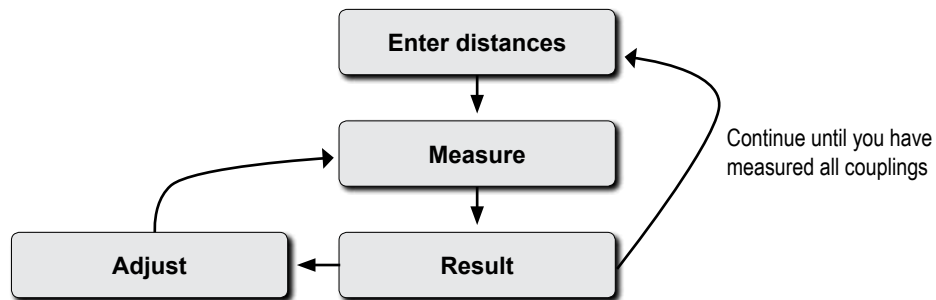 Enter distances
Measure
Continue until you have
measured all couplings
Adjust
Result